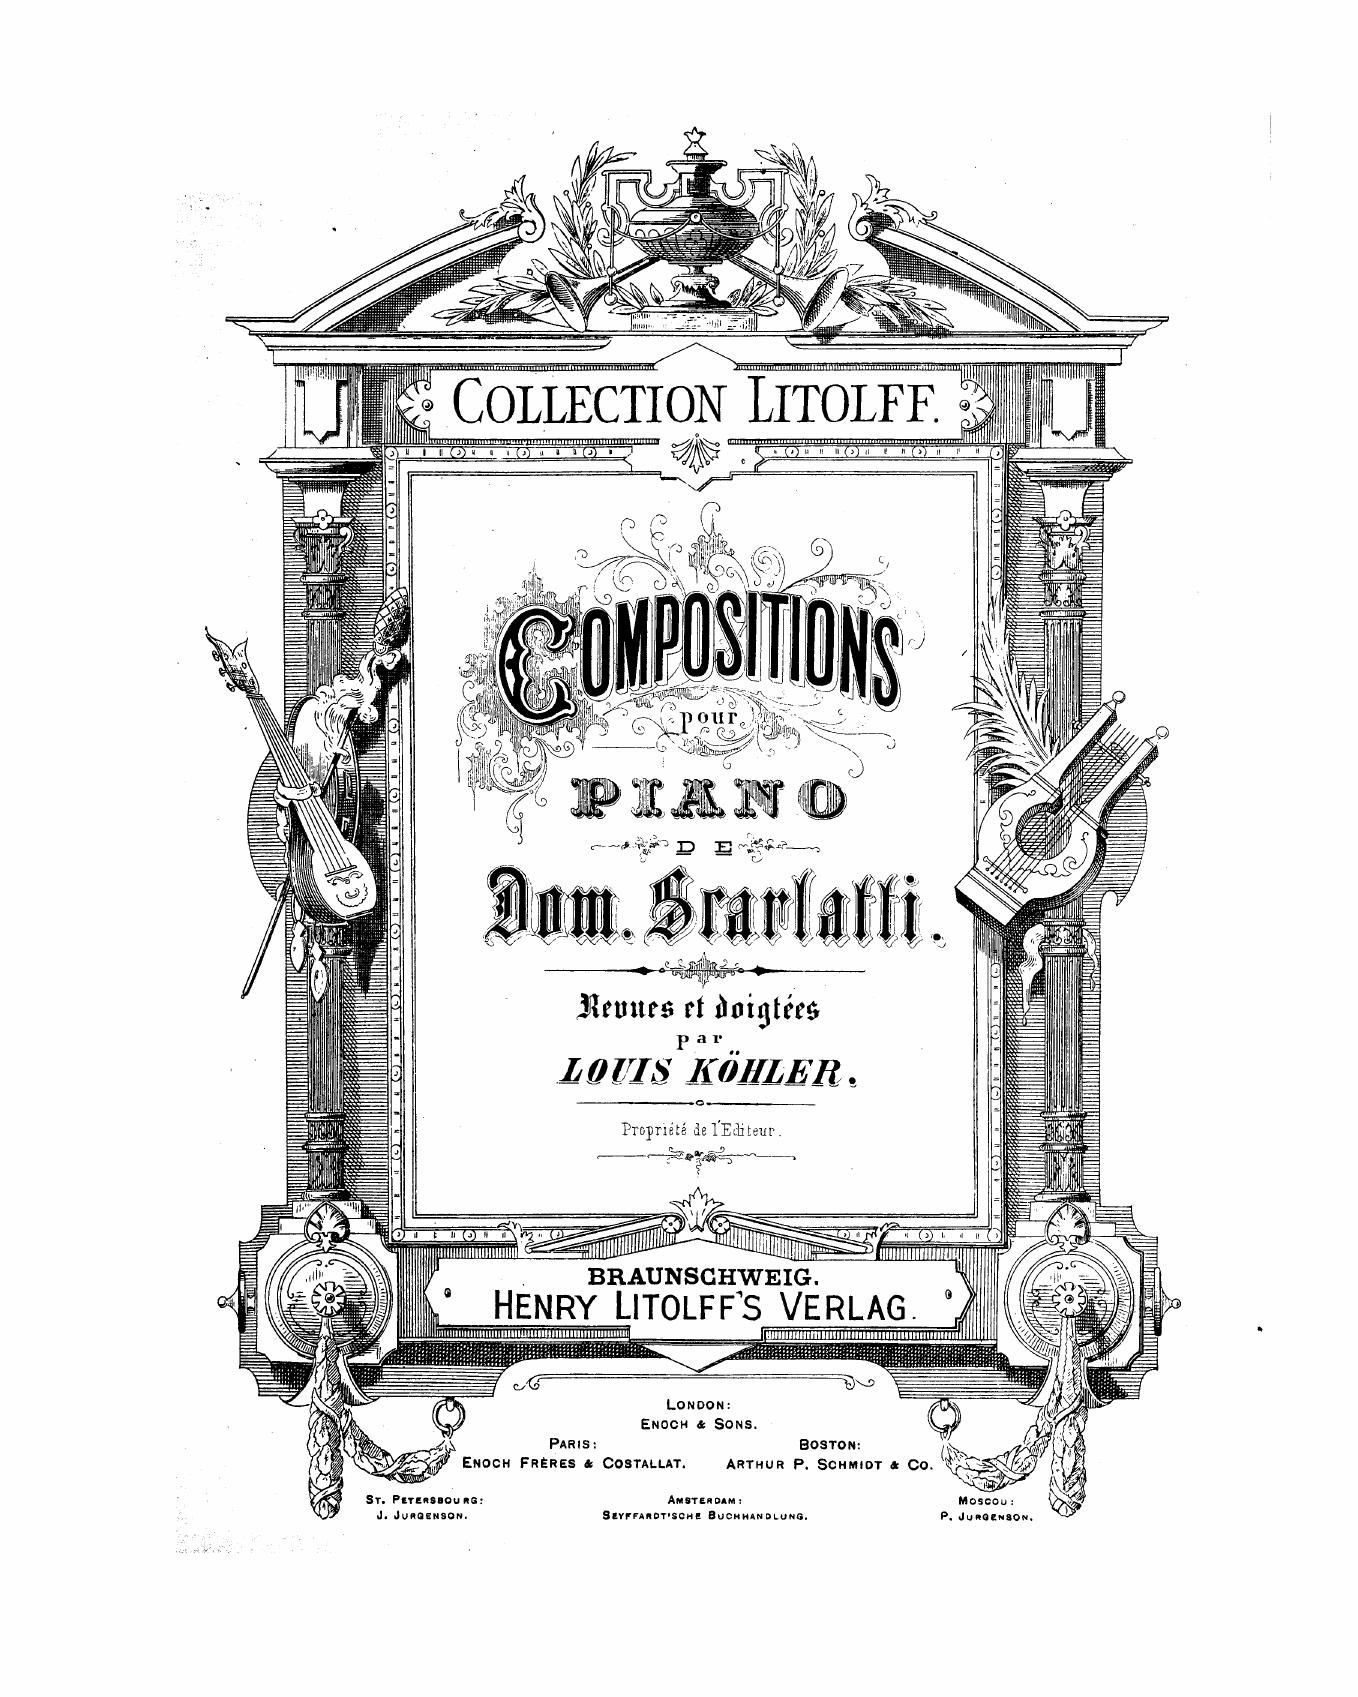 COLLECTION LITOLFF.
COMPOSITIONS
pour
PIANO
DE
Dom. Scarlatti.
Revues et doigtées
par
LOUIS KÖHLER.
Propriété de l'Editeur.
BRAUNSCHWEIG.
HENRY LITOLFF'S VERLAG.
LONDON:
ENOCH & SONS.
PARIS: BOSTON:
ENOCH FRÈRES & COSTALLAT. ARTHUR P. SCHMIDT & CO.
ST. PETERSBOURG: AMSTERDAM: MOSCOU:
J. JURGENSON. SEYFFARDT'SCHE BUCHHANDLUNG. P. JURGENSON.